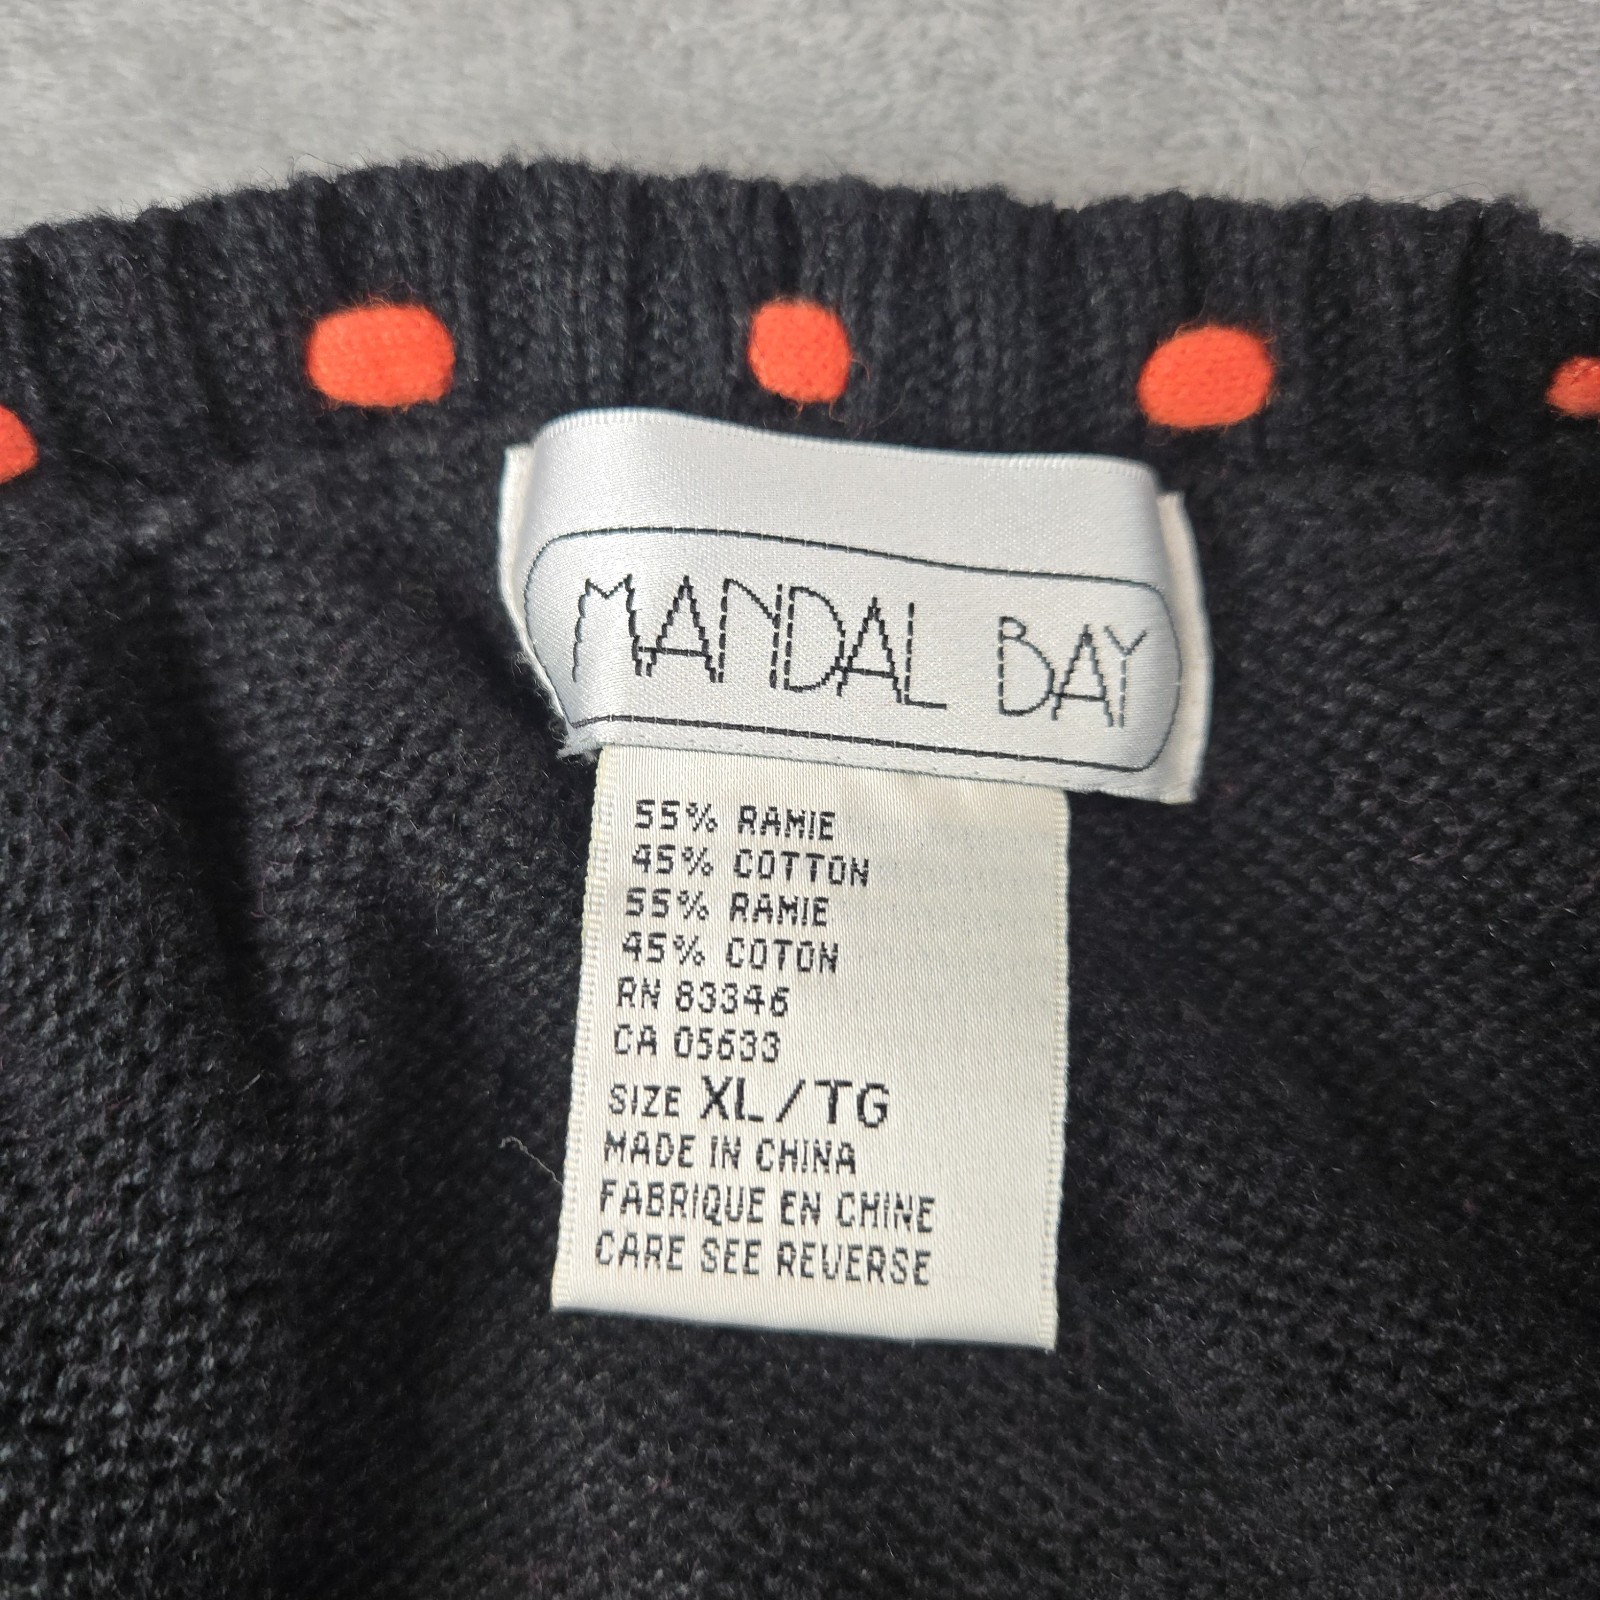 MANDAL BAY
55% RAMIE
45% COTTON
55% RAMIE
45% COTON
RN 83346
CA 05633
SIZE XL/TG
MADE IN CHINA
FABRIQUE EN CHINE
CARE SEE REVERSE